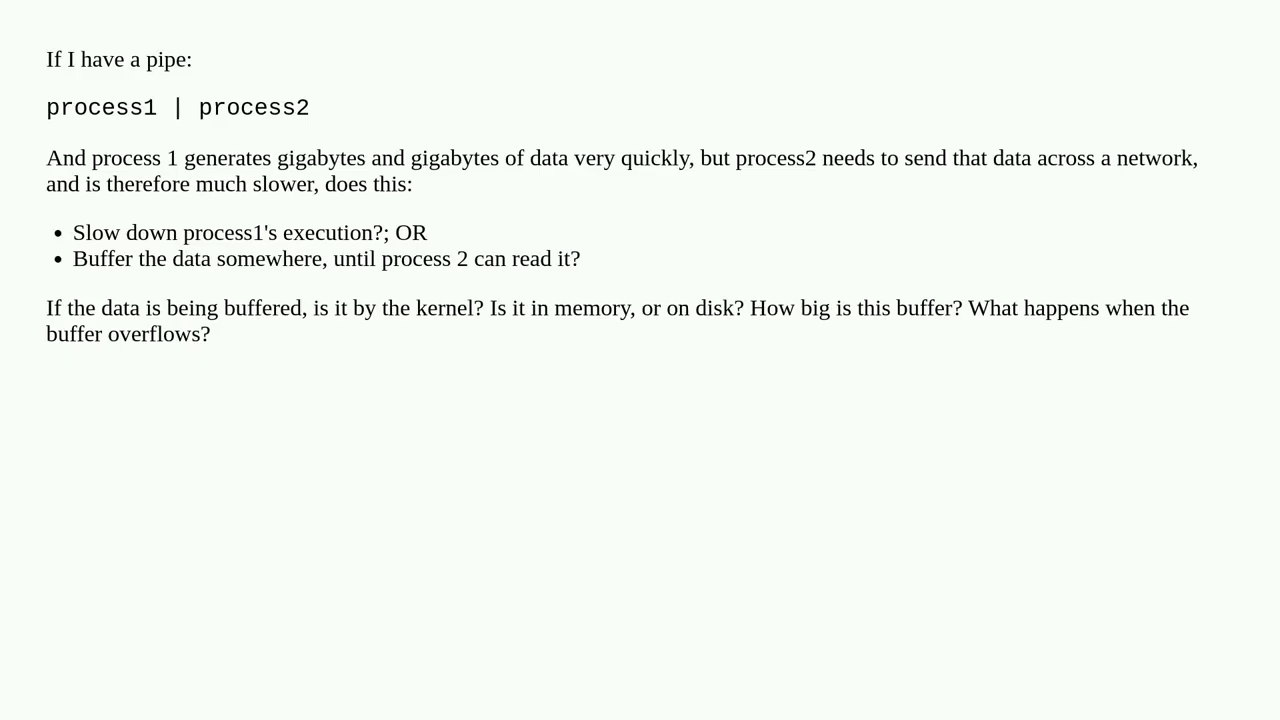 If I have a pipe:
process1 | process2
And process 1 generates gigabytes and gigabytes of data very quickly, but process2 needs to send that data across a network,
and is therefore much slower, does this:
• Slow down process1's execution?; OR
• Buffer the data somewhere, until process 2 can read it?
If the data is being buffered, is it by the kernel? Is it in memory, or on disk? How big is this buffer? What happens when the
buffer overflows?